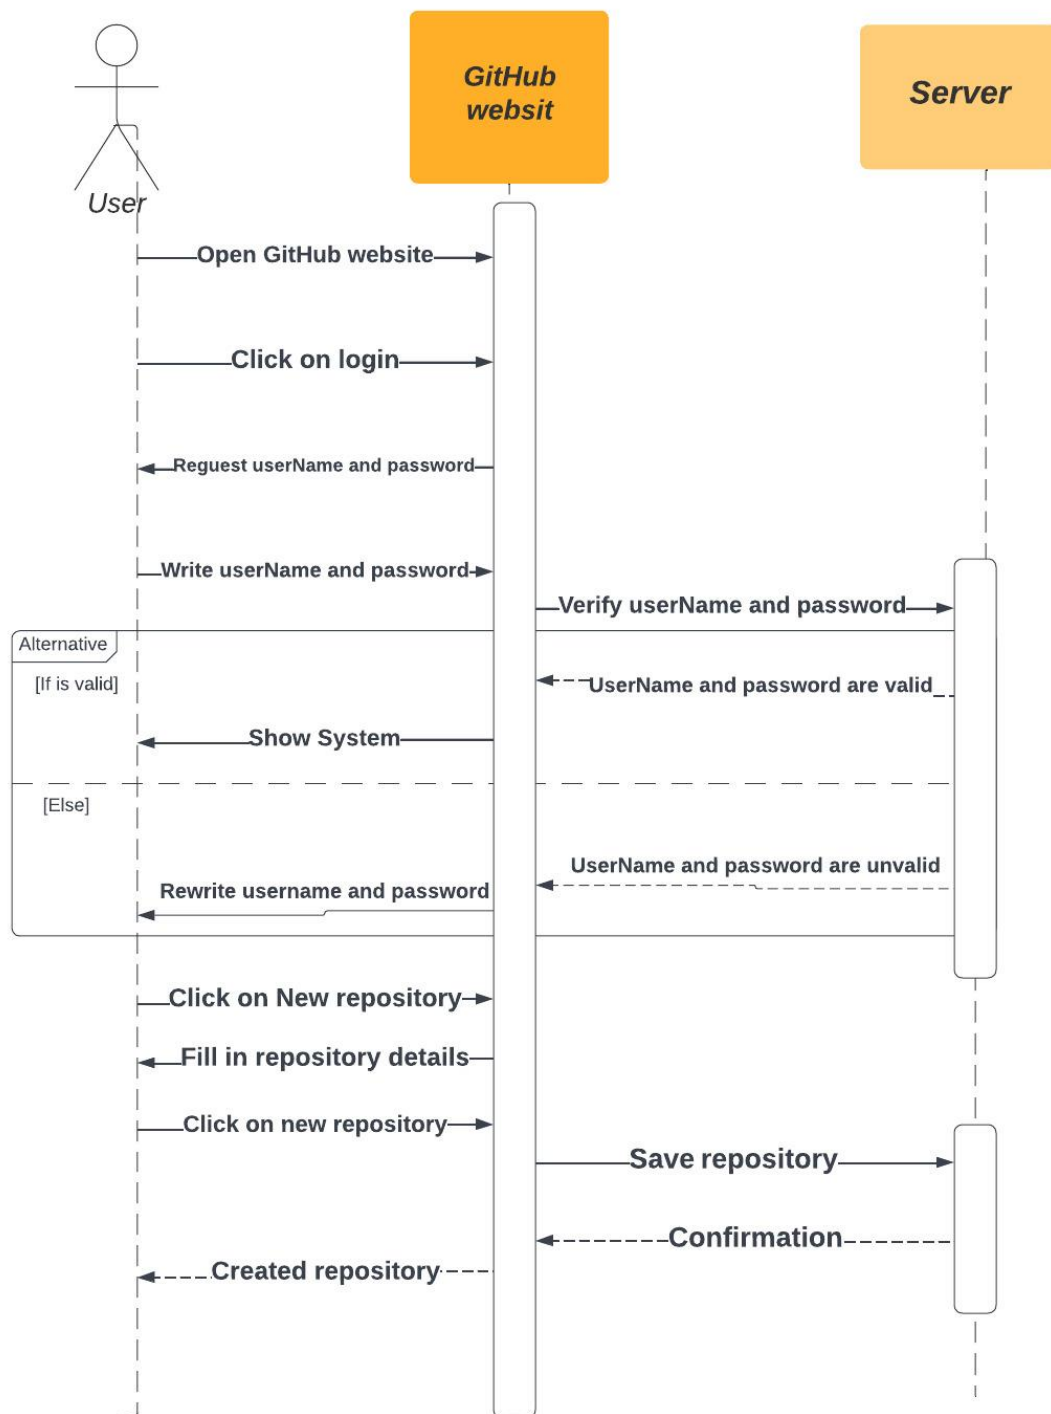 GitHub
websit
Server
User
Open GitHub website
Click on login
Reguest userName and password
Write userName and password
Verify userName and password
Alternative
[If is valid]
UserName and password are valid
Show System
[Else]
UserName and password are unvalid
Rewrite username and password
Click on New repository
Fill in repository details
Click on new repository
Save repository
Confirmation
Created repository